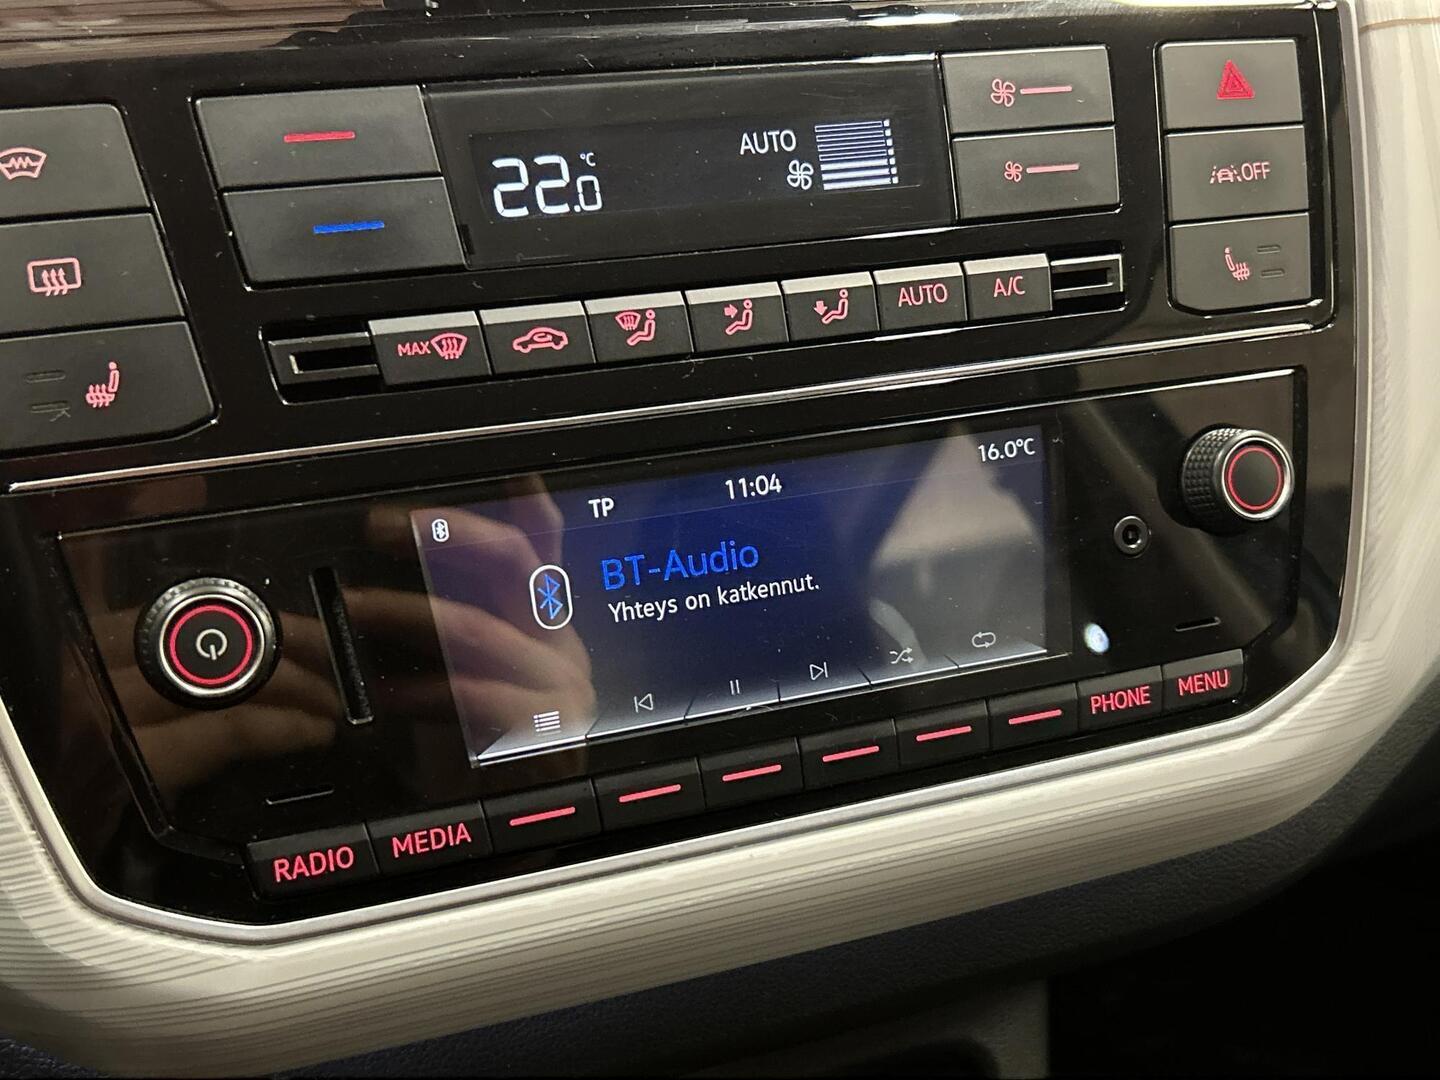 22.0 °C
AUTO
OFF
MAX
AUTO
A/C
TP
11:04
16.0°C
BT-Audio
Yhteys on katkennut.
RADIO
MEDIA
PHONE
MENU